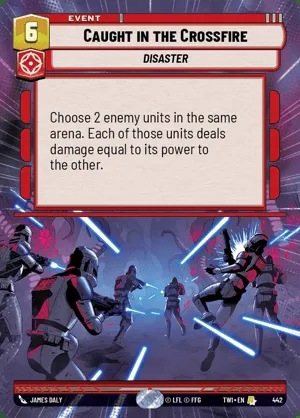 EVENT
6
CAUGHT IN THE CROSSFIRE
DISASTER
Choose 2 enemy units in the same
arena. Each of those units deals
damage equal to its power to
the other.
JAMES DALY
© LFL © FFG
TWI • EN
442